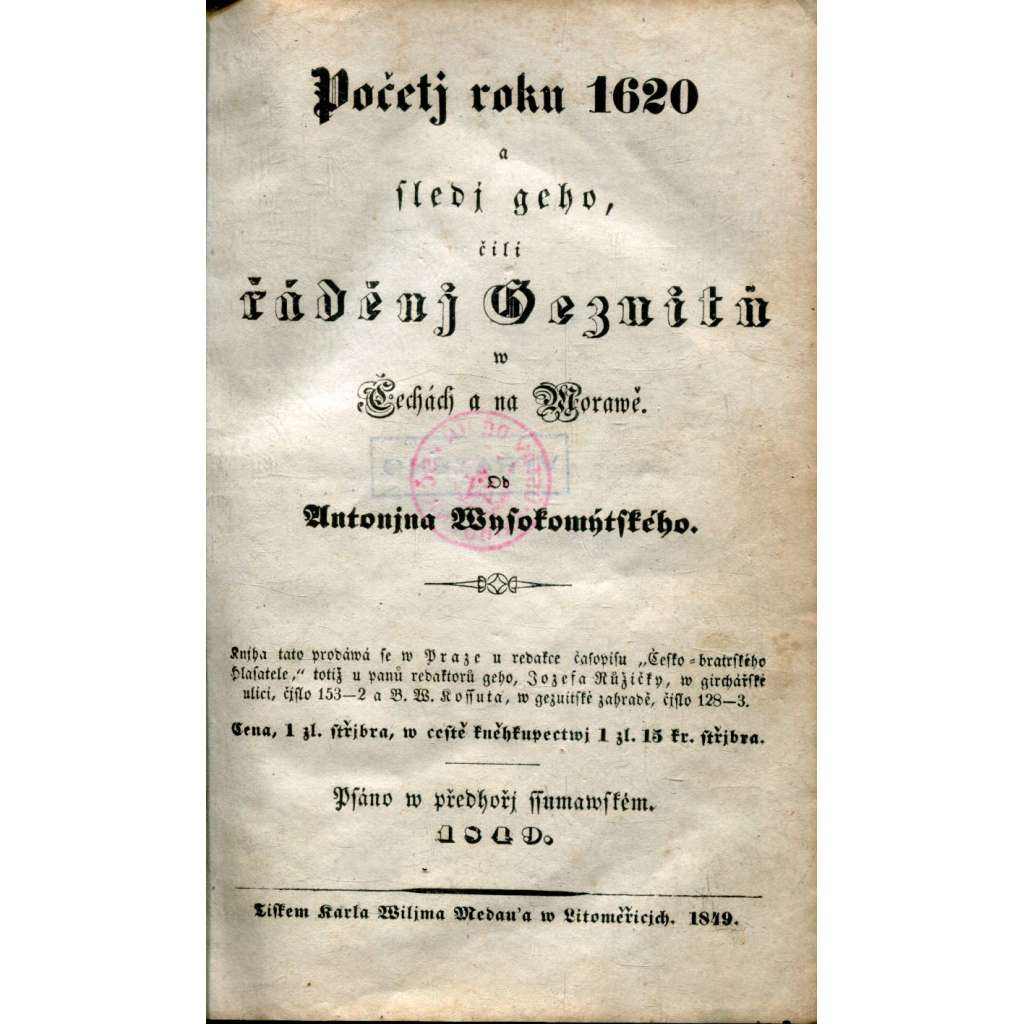 Početj roku 1620
a
sledj geho,
čili
řáděnj Gezuitů
w
Čechách a na Morawě.
Od
Antonjna Wysokomýtského.
Knjha tato prodáwá se w Praze u redakce časopisu „Česko-bratrského
Hlasatele,“ totiž u panů redaktorů geho, Jozefa Růžičky, w girchářské
ulici, čjslo 153—2 a B. W. Kossuta, w gezuitské zahradě, čjslo 128—3.
Cena, 1 zl. střjbra, w cestě kněhkupectwj 1 zl. 15 kr. střjbra.
Psáno w předhořj ssumawském.
1849.
Tiskem Karla Wiljma Medau'a w Litoměřicjch. 1849.